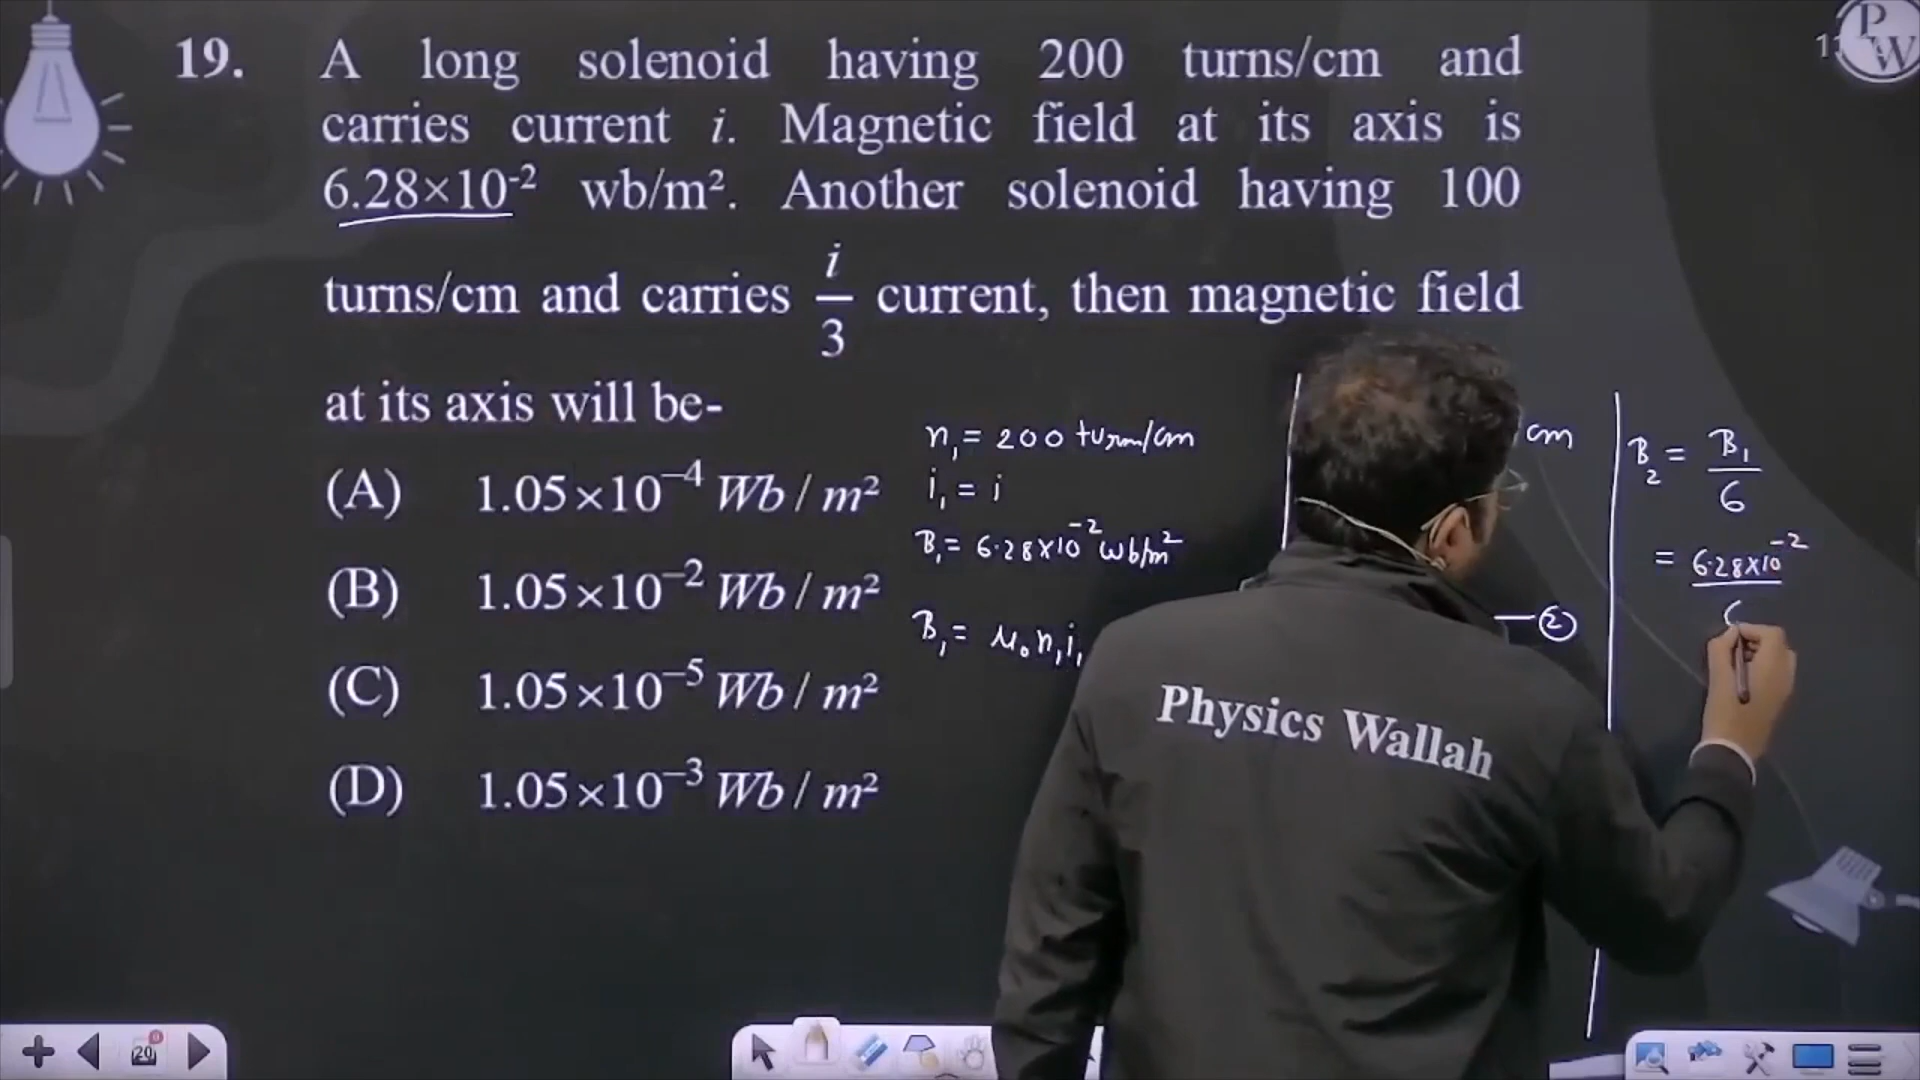 19. A long solenoid having 200 turns/cm and
carries current i. Magnetic field at its axis is
6.28×10⁻² wb/m². Another solenoid having 100
turns/cm and carries i/3 current, then magnetic field
at its axis will be-
(A) 1.05×10⁻⁴ Wb / m²
(B) 1.05×10⁻² Wb / m²
(C) 1.05×10⁻⁵ Wb / m²
(D) 1.05×10⁻³ Wb / m²
n₁ = 200 turn/cm
i₁ = i
B₁ = 6.28×10⁻² wb/m²
B₁ = μ₀ n₁ i₁
cm
—②
B₂ = B₁/6
= 6.28×10⁻²/6
PW
Physics Wallah
20